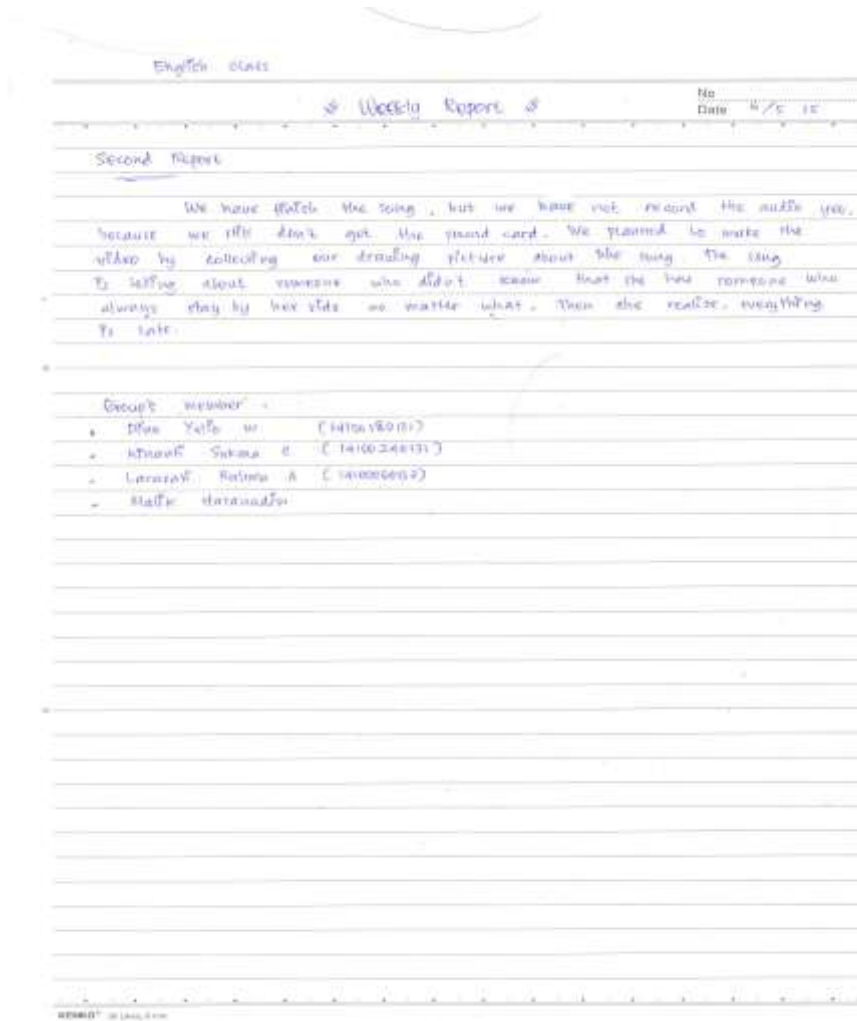 English class
Weekly Report
No
Date 4/5 15
Second Report
We have finish the song, but we have not record the audio yet,
because we still don't get the sound card. We planned to make the
video by collecting our drawing picture about the song. The song
is telling about someone who didn't know that she has someone who
always stay by her side no matter what. Then she realize, everything
is late.
Group's member :
Dian Yulie W
Sukma
A
Malik